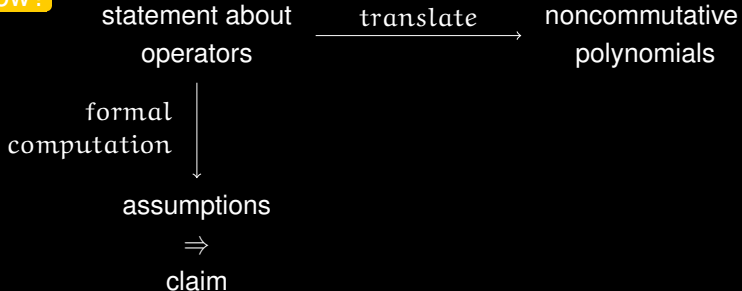 statement about
operators
translate
noncommutative
polynomials
formal
computation
assumptions
⇒
claim